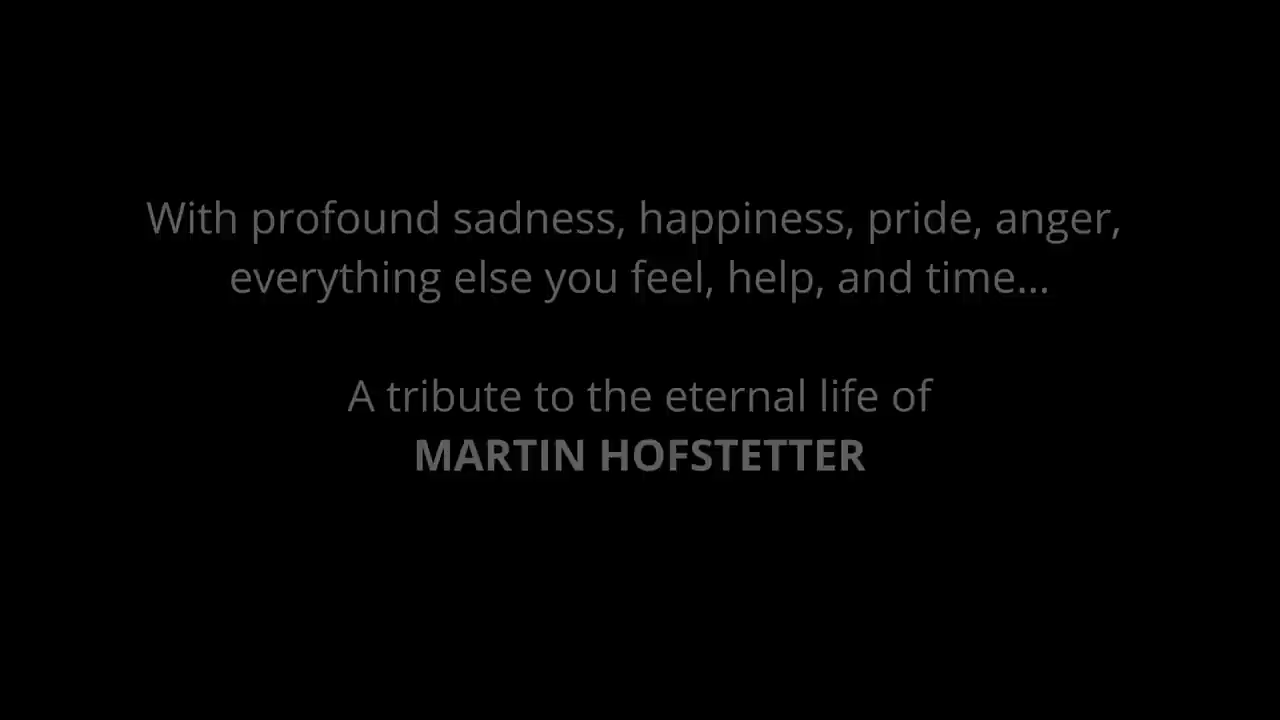 With profound sadness, happiness, pride, anger,
everything else you feel, help, and time...
A tribute to the eternal life of
MARTIN HOFSTETTER